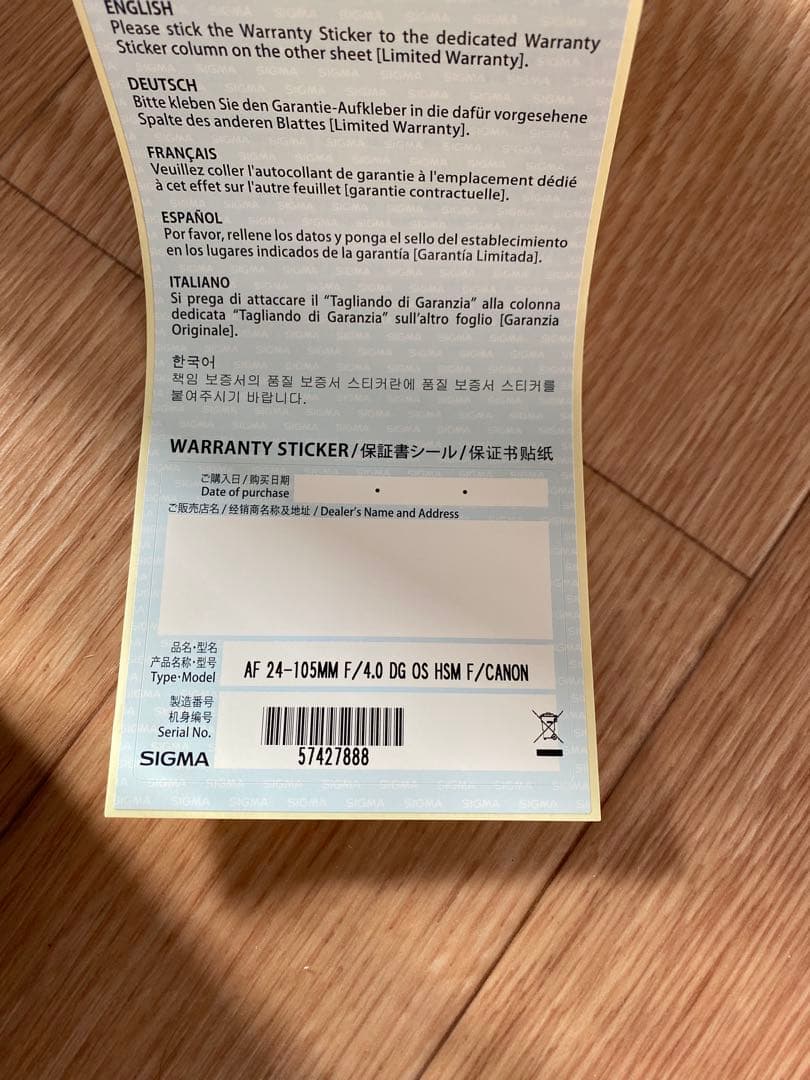 ENGLISH
Please stick the Warranty Sticker to the dedicated Warranty
Sticker column on the other sheet [Limited Warranty].
DEUTSCH
Bitte kleben Sie den Garantie-Aufkleber in die dafür vorgesehene
Spalte des anderen Blattes [Limited Warranty].
FRANÇAIS
Veuillez coller l'autocollant de garantie à l'emplacement dédié
à cet effet sur l'autre feuillet [garantie contractuelle].
ESPAÑOL
Por favor, rellene los datos y ponga el sello del establecimiento
en los lugares indicados de la garantía [Garantía Limitada].
ITALIANO
Si prega di attaccare il “Tagliando di Garanzia” alla colonna
dedicata “Tagliando di Garanzia” sull'altro foglio [Garanzia
Originale].
한국어
책임 보증서의 품질 보증서 스티커란에 품질 보증서 스티커를
붙여주시기 바랍니다.
WARRANTY STICKER/保証書シール/保证书贴纸
ご購入日/购买日期
Date of purchase
ご販売店名/经销商名称及地址/Dealer's Name and Address
品名・型名
产品名称・型号
Type・Model
AF 24-105MM F/4.0 DG OS HSM F/CANON
製造番号
机身编号
Serial No.
57427888
SIGMA